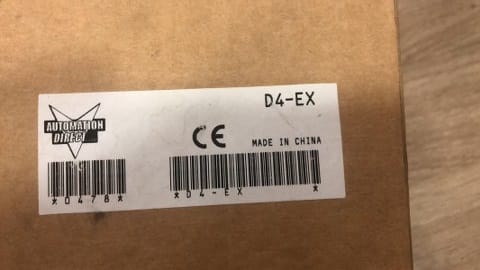 D4-EX
AUTOMATION
DIRECT
CE
MADE IN CHINA
*0478*
*D4-EX *